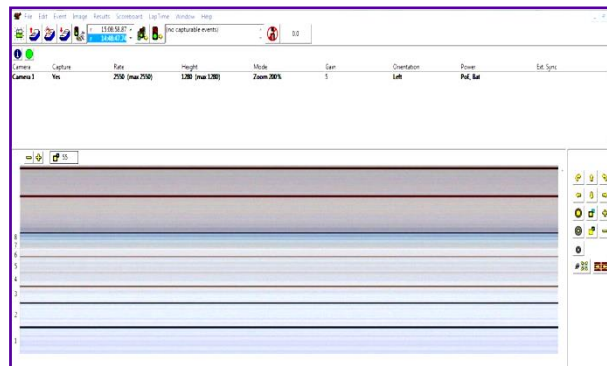 File Edit Event Image Results Scoreboard LapTime Window Help
15:06:58.87 (no capturable events) 0.0
14:48:47.74
Camera Capture Rate Height Mode Gain Orientation Power Ext. Sync
Camera 1 Yes 2550 (max 2550) 1280 (max 1280) Zoom 200% 5 Left PoE, Bat
55
8
7
6
5
4
3
2
1